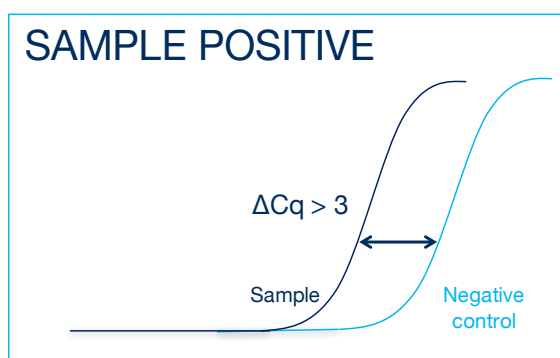 SAMPLE POSITIVE
ΔCq > 3
Sample
Negative
control